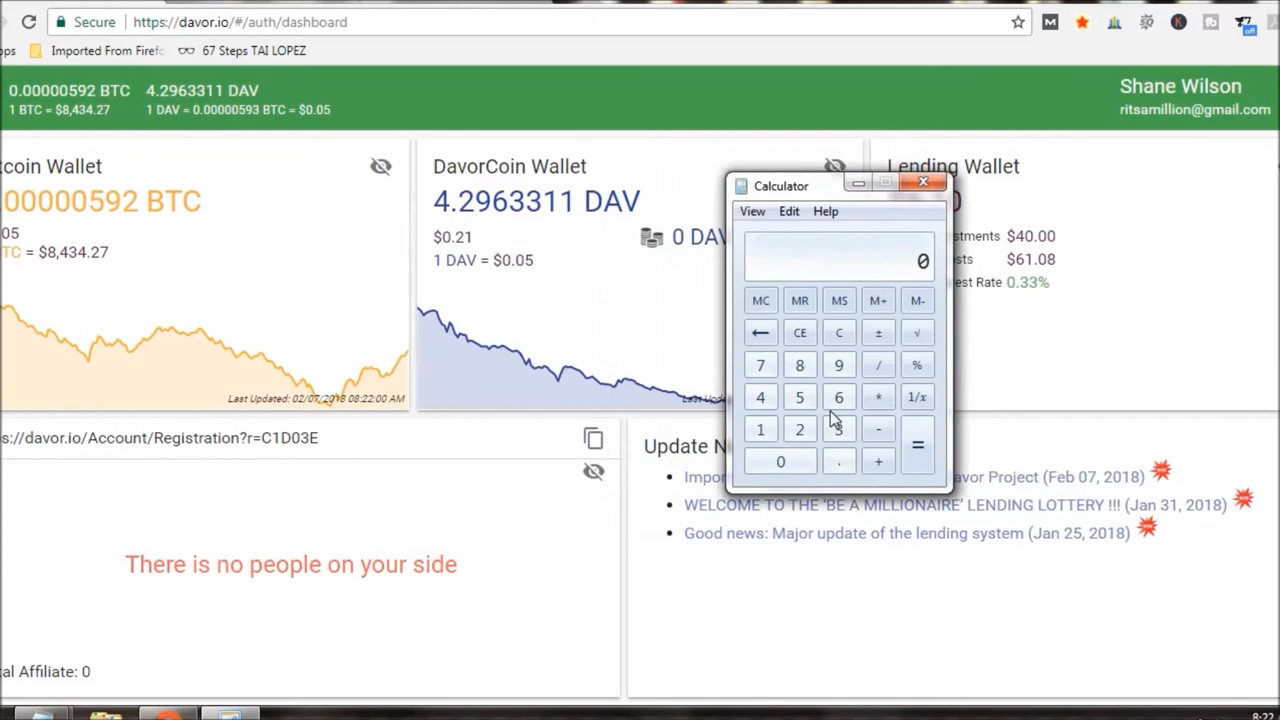 Secure https://davor.io/#/auth/dashboard
Imported From Firefo
67 Steps TAI LOPEZ
0.00000592 BTC 4.2963311 DAV
1 BTC = $8,434.27 1 DAV = 0.00000593 BTC = $0.05
Shane Wilson
ritsamillion@gmail.com
tcoin Wallet
.00000592 BTC
05
TC = $8,434.27
Last Updated: 02/07/2018 08:22:00 AM
DavorCoin Wallet
4.2963311 DAV
$0.21
0 DAV
1 DAV = $0.05
Lending Wallet
stments $40.00
ests $61.08
est Rate 0.33%
Calculator
View Edit Help
0
MC MR MS M+ M-
← CE C ± √
7 8 9 / %
4 5 6 * 1/x
1 2 3 - =
0 . +
s://davor.io/Account/Registration?r=C1D03E
There is no people on your side
tal Affiliate: 0
Update N
Impor avor Project (Feb 07, 2018)
WELCOME TO THE 'BE A MILLIONAIRE' LENDING LOTTERY !!! (Jan 31, 2018)
Good news: Major update of the lending system (Jan 25, 2018)
8:22